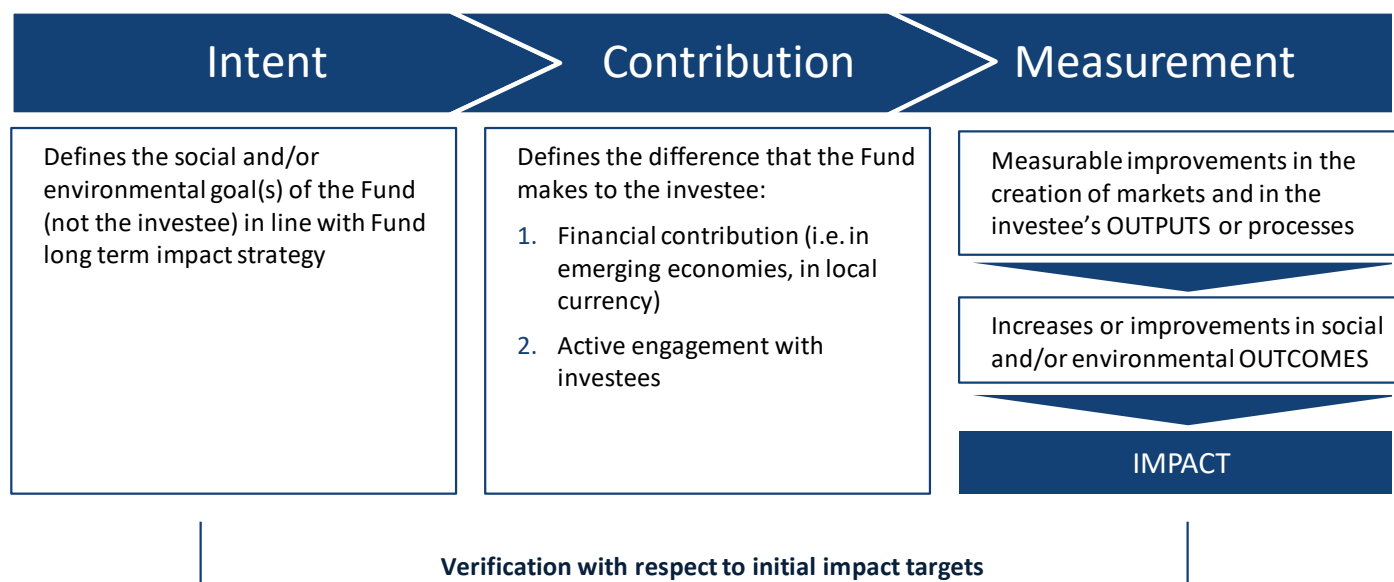 Intent
Contribution
Measurement
Defines the social and/or
environmental goal(s) of the Fund
(not the investee) in line with Fund
long term impact strategy
Defines the difference that the Fund
makes to the investee:
1. Financial contribution (i.e. in
emerging economies, in local
currency)
2. Active engagement with
investees
Measurable improvements in the
creation of markets and in the
investee's OUTPUTS or processes
Increases or improvements in social
and/or environmental OUTCOMES
IMPACT
Verification with respect to initial impact targets